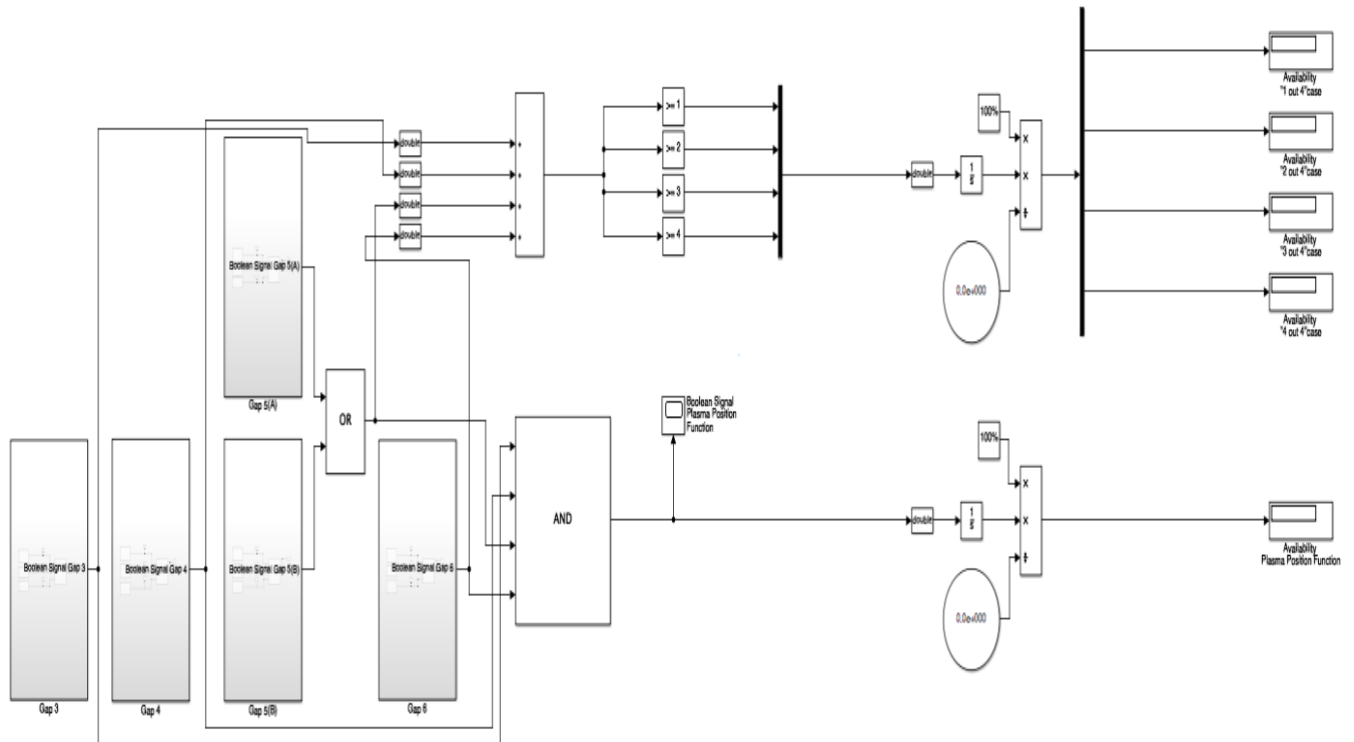 100%
>= 1
>= 2
>= 3
>= 4
double
double
double
double
+
+
+
+
double
1
s
×
×
÷
0.0e+000
Availability
"1 out 4"case
Availability
"2 out 4"case
Availability
"3 out 4"case
Availability
"4 out 4"case
Boolean Signal Gap 5(A)
Gap 5(A)
OR
Boolean Signal
Plasma Position
Function
100%
AND
double
1
s
×
×
÷
0.0e+000
Availability
Plasma Position Function
Boolean Signal Gap 3
Boolean Signal Gap 4
Boolean Signal Gap 5(B)
Boolean Signal Gap 6
Gap 3
Gap 4
Gap 5(B)
Gap 6